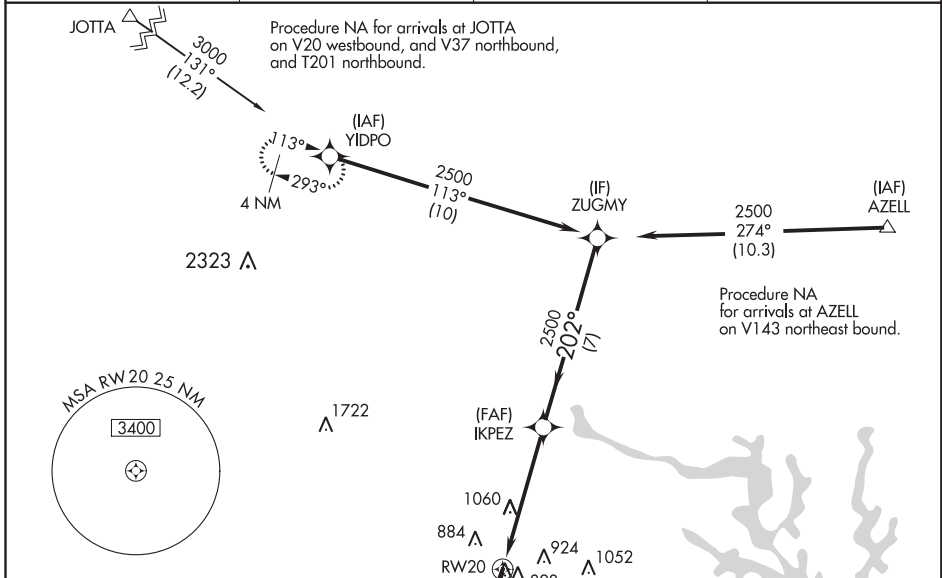 JOTTA
Procedure NA for arrivals at JOTTA
on V20 westbound, and V37 northbound,
and T201 northbound.
3000
131°
(12.2)
(IAF)
YIDPO
113°
293°
4 NM
2500
113°
(10)
(IF)
ZUGMY
2500
274°
(10.3)
(IAF)
AZELL
2323
Procedure NA
for arrivals at AZELL
on V143 northeast bound.
2500
202°
(7)
MSA RW20 25 NM
3400
1722
(FAF)
IKPEZ
1060
884
924
1052
RW20